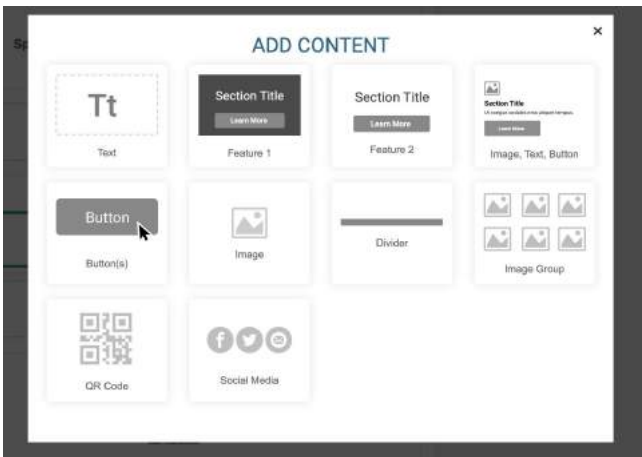 Sp
ADD CONTENT
×
Tt
Text
Section Title
Learn More
Feature 1
Section Title
Learn More
Feature 2
Section Title
Learn More
Image, Text, Button
Button
Button(s)
Image
Divider
Image Group
QR Code
Social Media